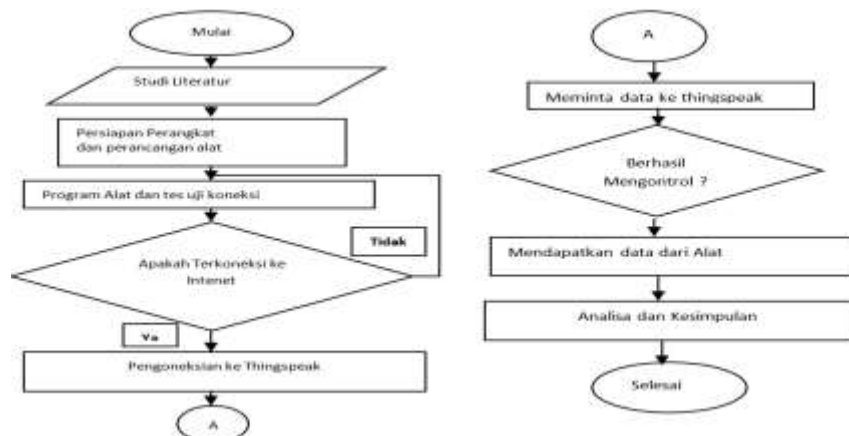 Mulai
Studi Literatur
Persiapan Perangkat
dan perancangan alat
Program Alat dan tes uji koneksi
Tidak
Apakah Terkoneksi ke
Intenet
Ya
Pengoneksian ke Thingspeak
A
A
Meminta data ke thingspeak
Berhasil
Mengontrol ?
Mendapatkan data dari Alat
Analisa dan Kesimpulan
Selesai